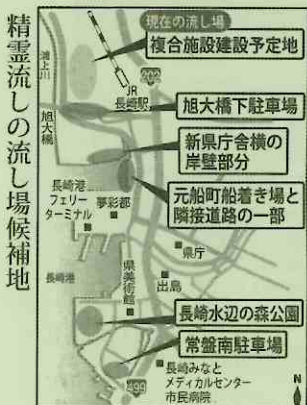 精霊流しの流し場候補地
現在の流し場
複合施設建設予定地
浦上川
202
JR
長崎駅
旭大橋
旭大橋下駐車場
新県庁舎横の
岸壁部分
元船町船着き場と
隣接道路の一部
長崎港
フェリー
ターミナル
夢彩都
県庁
長崎港
県美術館
出島
長崎水辺の森公園
常盤南駐車場
長崎みなと
メディカルセンター
市民病院
499
N